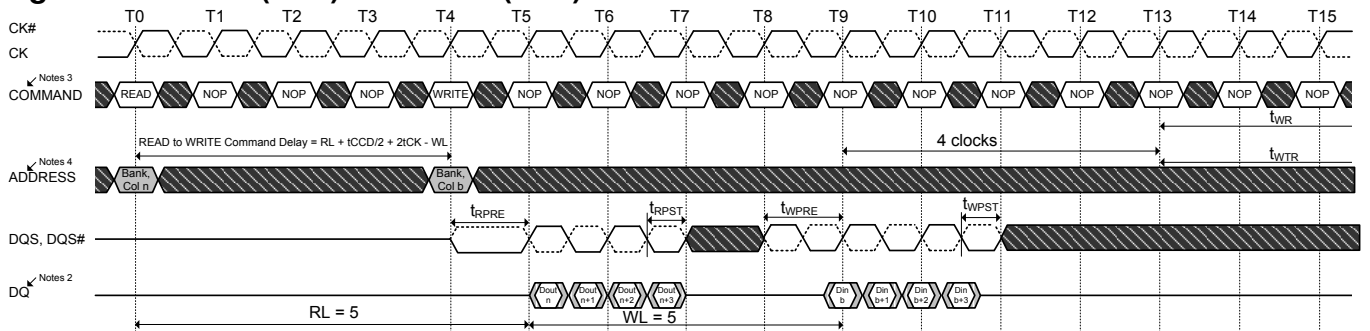 T0 T1 T2 T3 T4 T5 T6 T7 T8 T9 T10 T11 T12 T13 T14 T15
CK#
CK
Notes 3
COMMAND READ NOP NOP NOP WRITE NOP NOP NOP NOP NOP NOP NOP NOP NOP NOP NOP
tWR
READ to WRITE Command Delay = RL + tCCD/2 + 2tCK - WL
4 clocks
Notes 4
tWTR
ADDRESS Bank, Col n Bank, Col b
tRPRE tRPST tWPRE tWPST
DQS, DQS#
Notes 2
DQ Dout n Dout n+1 Dout n+2 Dout n+3 Din b Din b+1 Din b+2 Din b+3
RL = 5 WL = 5